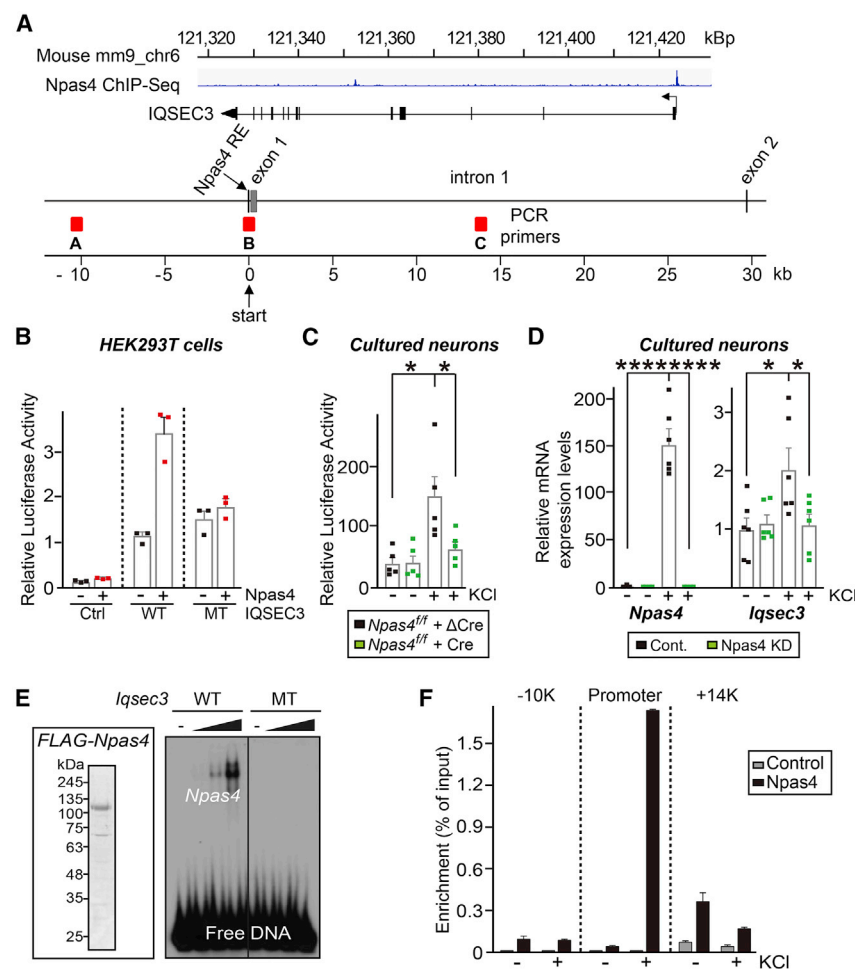 A
121,320 121,340 121,360 121,380 121,400 121,420 kBp
Mouse mm9_chr6
Npas4 ChIP-Seq
IQSEC3
Npas4 RE
exon 1
intron 1
exon 2
A B C PCR
primers
- 10 -5 0 5 10 15 20 25 30 kb
start
B
HEK293T cells
Relative Luciferase Activity
3
2
1
0
- + - + - + Npas4
Ctrl WT MT IQSEC3
C
Cultured neurons
* *
Relative Luciferase Activity
200
100
0
- - + + KCl
Npas4f/f + ΔCre
Npas4f/f + Cre
D
Cultured neurons
******** * *
Relative mRNA
expression levels
200
150
100
50
0
3
2
1
0
- - + + - - + + KCl
Npas4 Iqsec3
Cont. Npas4 KD
E
Iqsec3 WT MT
- -
FLAG-Npas4
kDa
245
135
100
75
63
48
35
25
Npas4
Free DNA
F
-10K Promoter +14K
Enrichment (% of input)
1.5
1.2
0.9
0.6
0.3
0
Control
Npas4
- + - + - + KCl